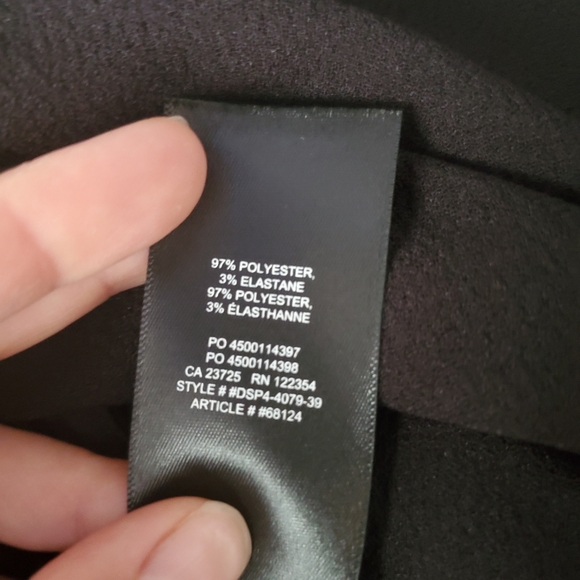 97% POLYESTER,
3% ELASTANE
97% POLYESTER,
3% ÉLASTHANNE
PO 4500114397
PO 4500114398
CA 23725 RN 122354
STYLE # #DSP4-4079-39
ARTICLE # #68124